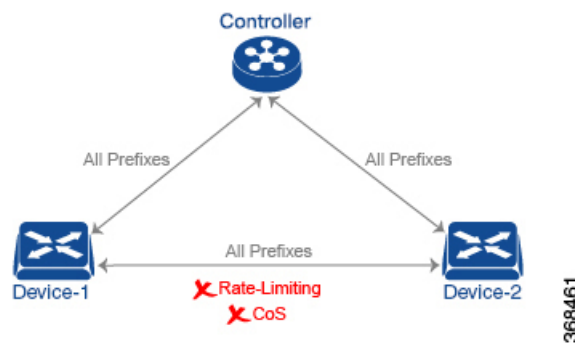 Controller
All Prefixes
All Prefixes
All Prefixes
Device-1
Rate-Limiting
Device-2
CoS
368461